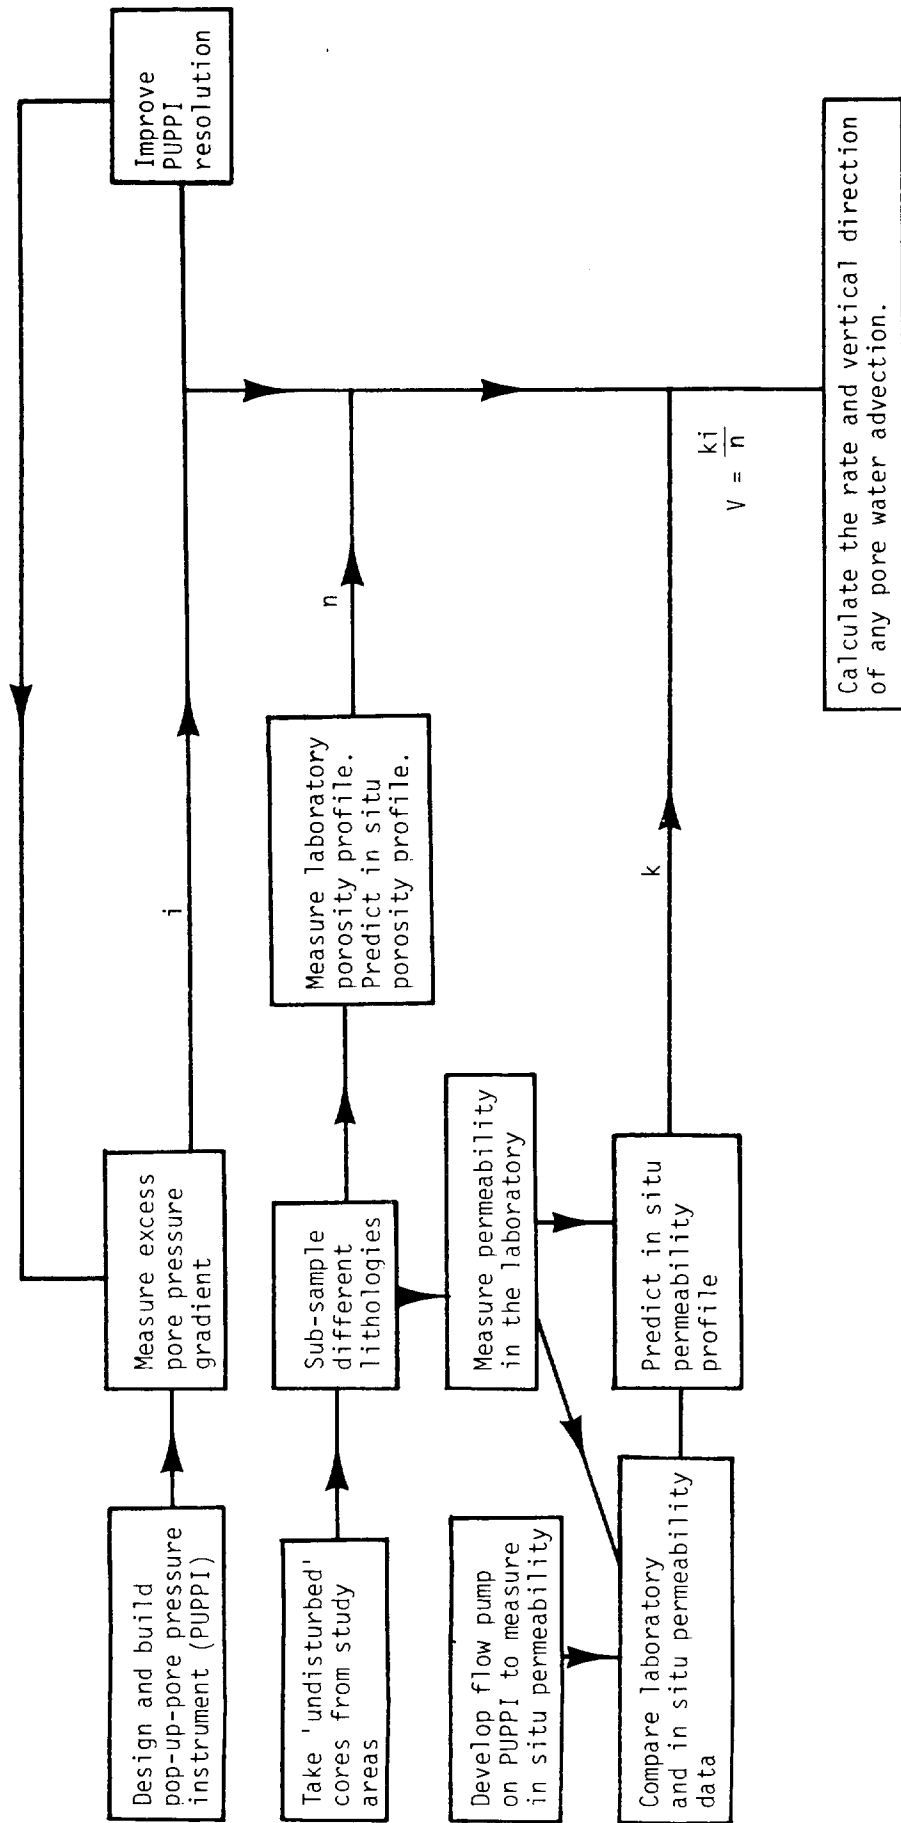 Design and build
pop-up-pore pressure
instrument (PUPPI)
Measure excess
pore pressure
gradient
i
Improve
PUPPI
resolution
Take 'undisturbed'
cores from study
areas
Sub-sample
different
lithologies
Measure laboratory
porosity profile.
Predict in situ
porosity profile.
n
Develop flow pump
on PUPPI to measure
in situ permeability
Measure permeability
in the laboratory
Compare laboratory
and in situ permeability
data
Predict in situ
permeability
profile
k
V = ki/n
Calculate the rate and vertical direction
of any pore water advection.